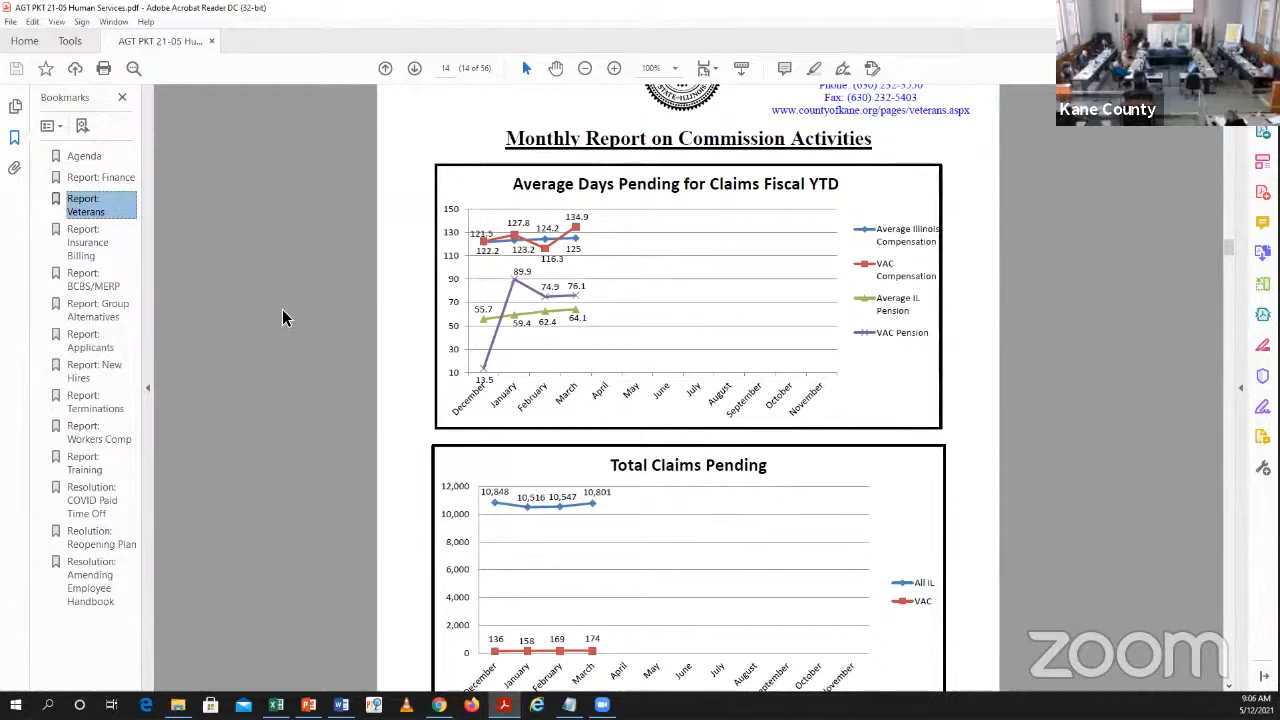 AGT PKT 21-05 Human Services.pdf - Adobe Acrobat Reader DC (32-bit)
File Edit View Sign Window Help
Home Tools AGT PKT 21-05 Hu... ×
14 (14 of 56) 100%
Kane County
Bookmarks
Agenda
Report: Finance
Report:
Veterans
Report:
Insurance
Billing
Report:
BCBS/MERP
Report: Group
Alternatives
Report:
Applicants
Report: New
Hires
Report:
Terminations
Report:
Workers Comp
Report:
Training
Resolution:
COVID Paid
Time Off
Reolution:
Reopening Plan
Resolution:
Amending
Employee
Handbook
STATE-ILLINOIS
Phone: (630) 232-3550
Fax: (630) 232-5403
www.countyofkane.org/pages/veterans.aspx
Monthly Report on Commission Activities
Average Days Pending for Claims Fiscal YTD
150
130
110
90
70
50
30
10
121.5 127.8 124.2 134.9
122.2 123.2 116.3 125
89.9 74.9 76.1
55.7 59.4 62.4 64.1
13.5
December January February March April May June July August September October November
Average Illinois
Compensation
VAC
Compensation
Average IL
Pension
VAC Pension
Total Claims Pending
12,000
10,000
8,000
6,000
4,000
2,000
0
10,848 10,516 10,547 10,801
136 158 169 174
December January February March April May June July August September October November
All IL
VAC
zoom
9:06 AM
5/12/2021